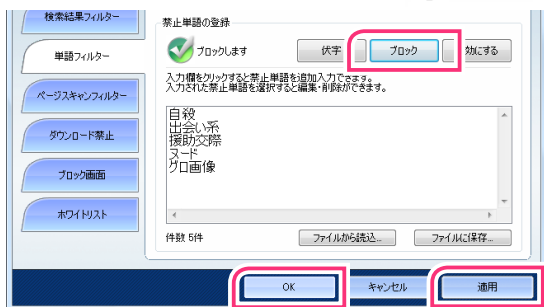 検索結果フィルター
単語フィルター
ページスキャンフィルター
ダウンロード禁止
ブロック画面
ホワイトリスト
禁止単語の登録
ブロックします
伏字
ブロック
効にする
入力欄をクリックすると禁止単語を追加入力できます。
入力された禁止単語を選択すると編集・削除ができます。
自殺
出会い系
援助交際
ヌード
グロ画像
件数 5件
ファイルから読込...
ファイルに保存...
OK
キャンセル
適用